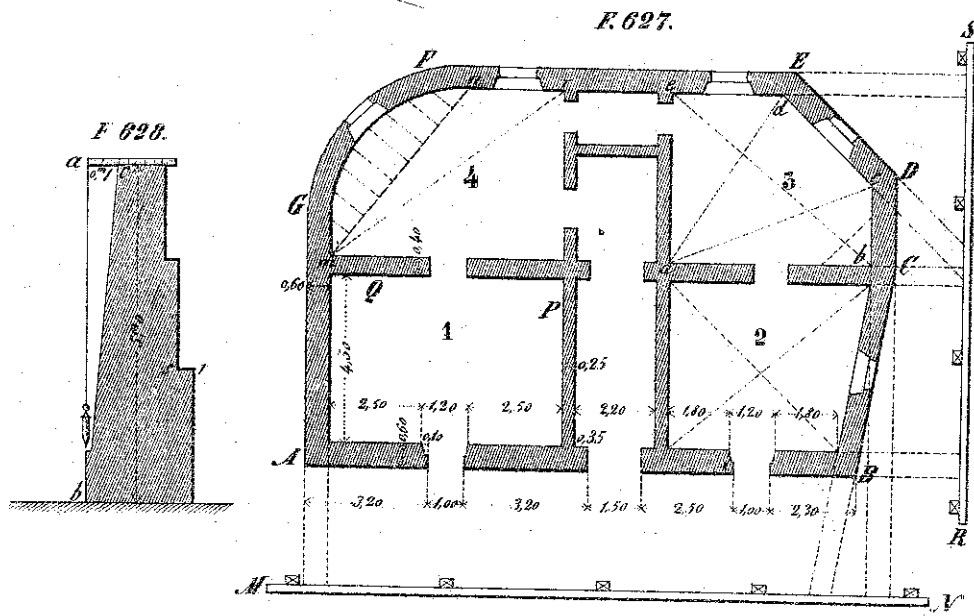 F. 627.
S
F 628.
F
E
n
i
e
d
a
C
D
4
3
c
G
m
0,40
a
b
C
0,60
Q
P
1
2
4,50
0,25
2,50 1,20 2,50 2,20 1,80 1,20 1,80
0,60
0,10
0,35
A
B
b
3,20 1,00 3,20 1,50 2,50 1,00 2,30
R
M
N